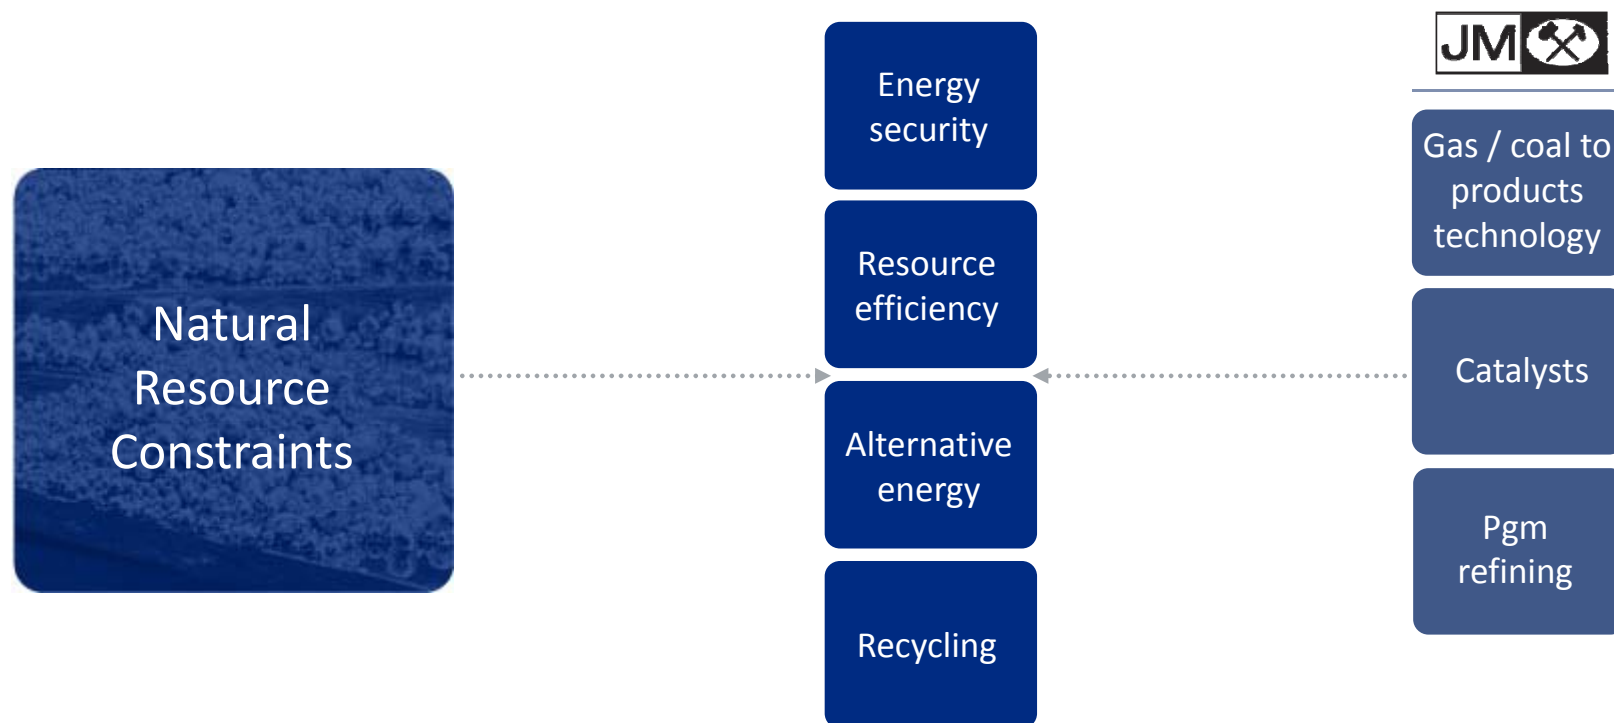 Natural
Resource
Constraints
Energy
security
Resource
efficiency
Alternative
energy
Recycling
JM
Gas / coal to
products
technology
Catalysts
Pgm
refining